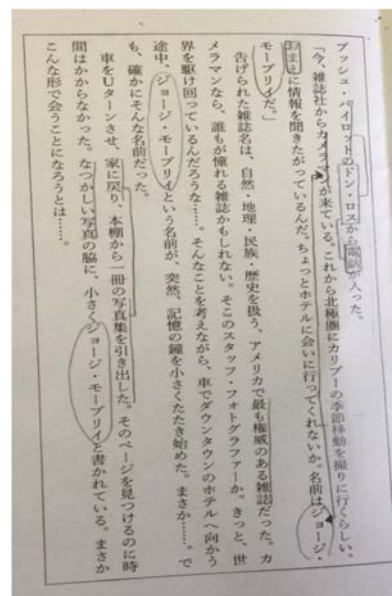 ブッシュ・パイロットのドン・ロスから電話が入った。
「今、雑誌社からカメラマンが来ている。これから北極圏にカリブーの季節移動を撮りに行くらしい。
おまえに情報を聞きたがっているんだ。ちょっとホテルに会いに行ってくれないか。名前はジョージ・
モーブリイだ。」
告げられた雑誌名は、自然・地理・民族・歴史を扱う、アメリカで最も権威のある雑誌だった。カ
メラマンなら、誰もが憧れる雑誌かもしれない。そこのスタッフ・フォトグラファーか。きっと、世
界を駆け回っているんだろうな……。そんなことを考えながら、車でダウンタウンのホテルへ向かう
途中、ジョージ・モーブリイという名前が、突然、記憶の鐘を小さくたたき始めた。まさか……。で
も、確かにそんな名前だった。
車をUターンさせ、家に戻り、本棚から一冊の写真集を引き出した。そのページを見つけるのに時
間はかからなかった。なつかしい写真の脇に、小さくジョージ・モーブリイと書かれている。まさか
こんな形で会うことになろうとは……。